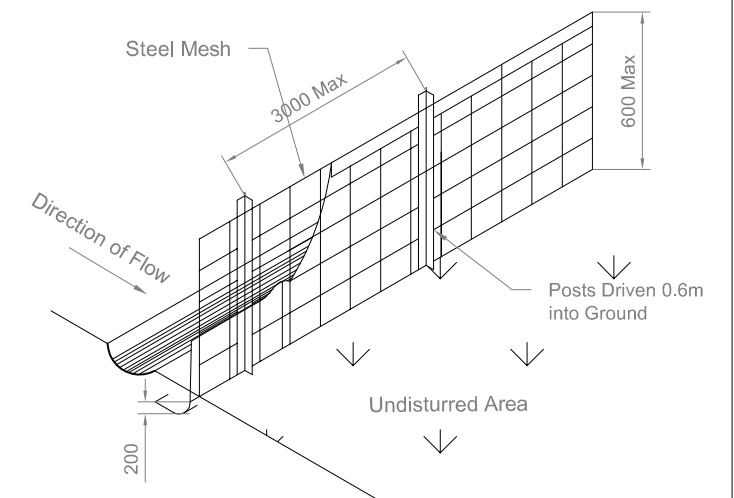 Steel Mesh
3000 Max
600 Max
Direction of Flow
Posts Driven 0.6m
into Ground
Undisturred Area
200